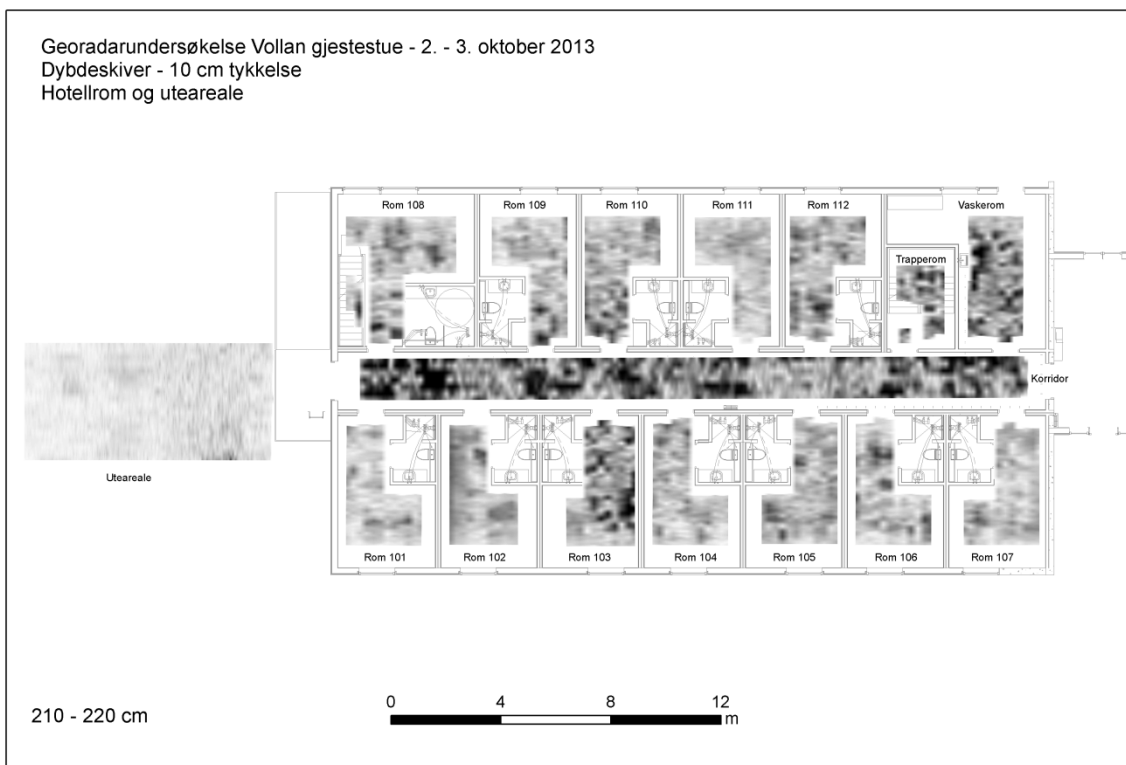 Georadarundersøkelse Vollan gjestestue - 2. - 3. oktober 2013
Dybdeskiver - 10 cm tykkelse
Hotellrom og uteareale
Rom 108
Rom 109
Rom 110
Rom 111
Rom 112
Vaskerom
Trapperom
Korridor
Uteareale
Rom 101
Rom 102
Rom 103
Rom 104
Rom 105
Rom 106
Rom 107
210 - 220 cm
0 4 8 12
m